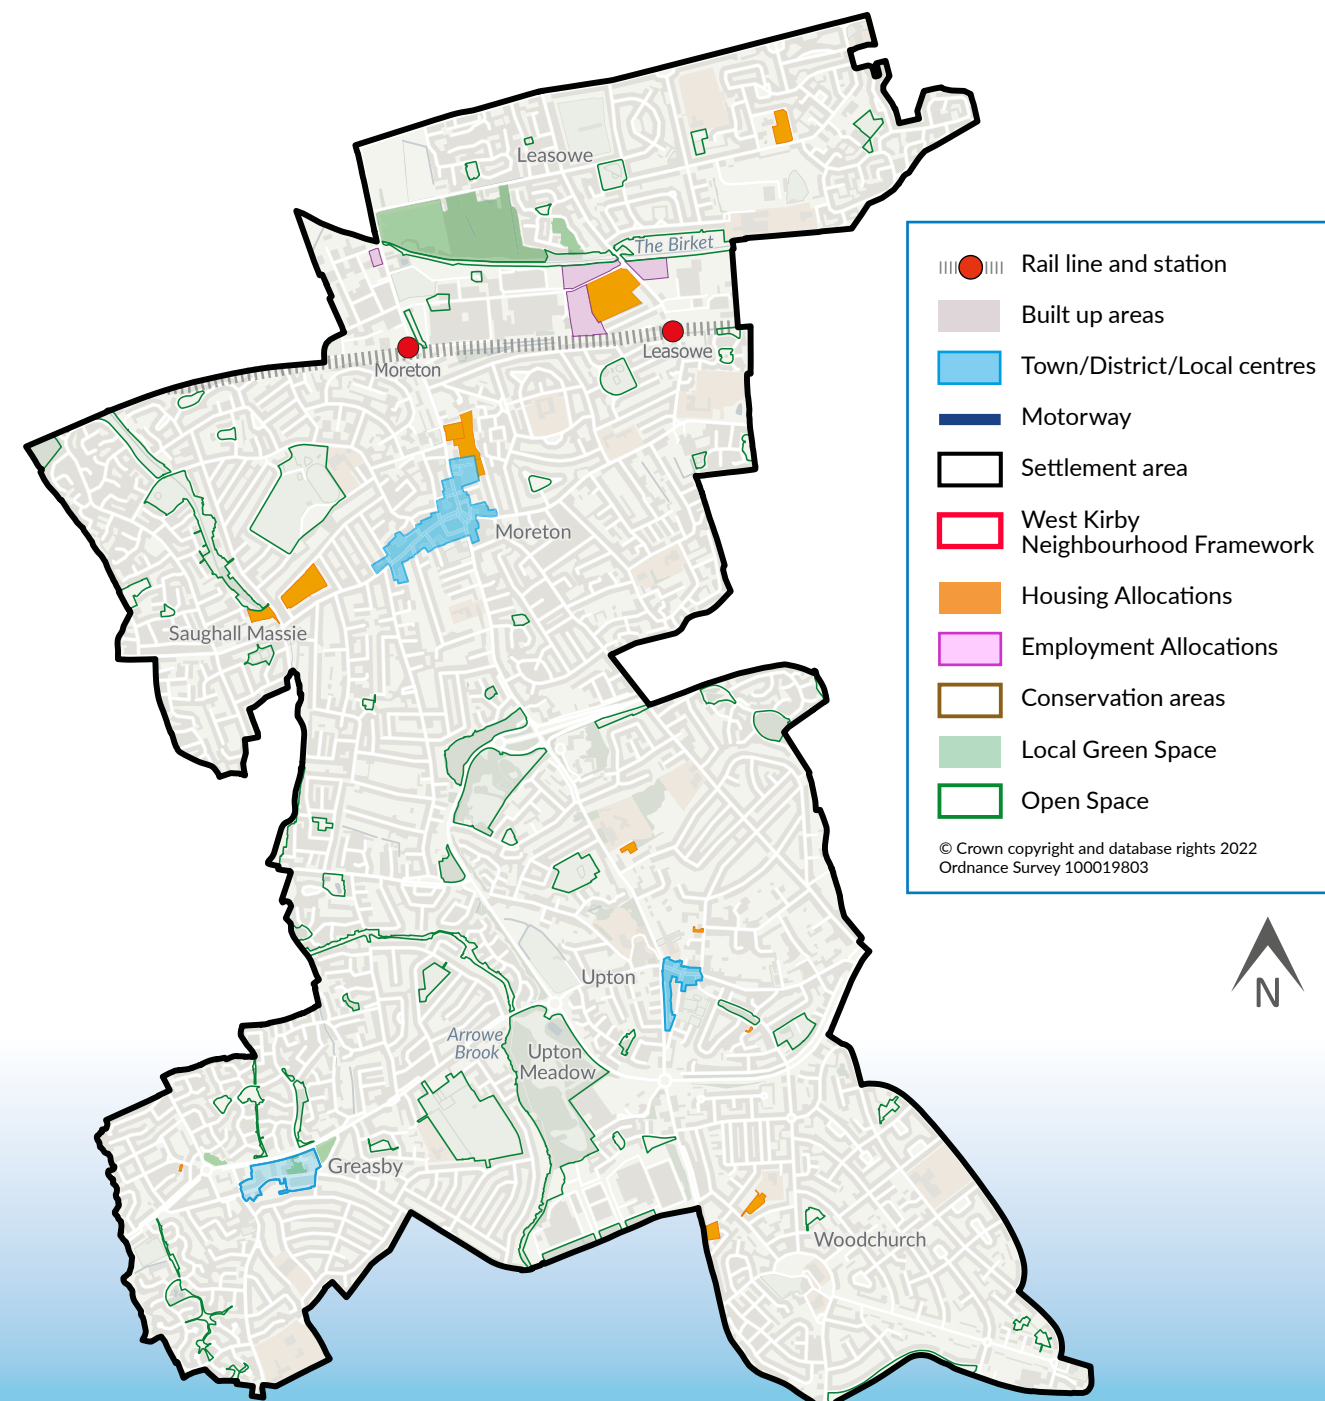 Leasowe
The Birket
Moreton
Leasowe
Moreton
Saughall Massie
Upton
Arrowe
Brook
Upton
Meadow
Greasby
Woodchurch
Rail line and station
Built up areas
Town/District/Local centres
Motorway
Settlement area
West Kirby
Neighbourhood Framework
Housing Allocations
Employment Allocations
Conservation areas
Local Green Space
Open Space
© Crown copyright and database rights 2022
Ordnance Survey 100019803
N